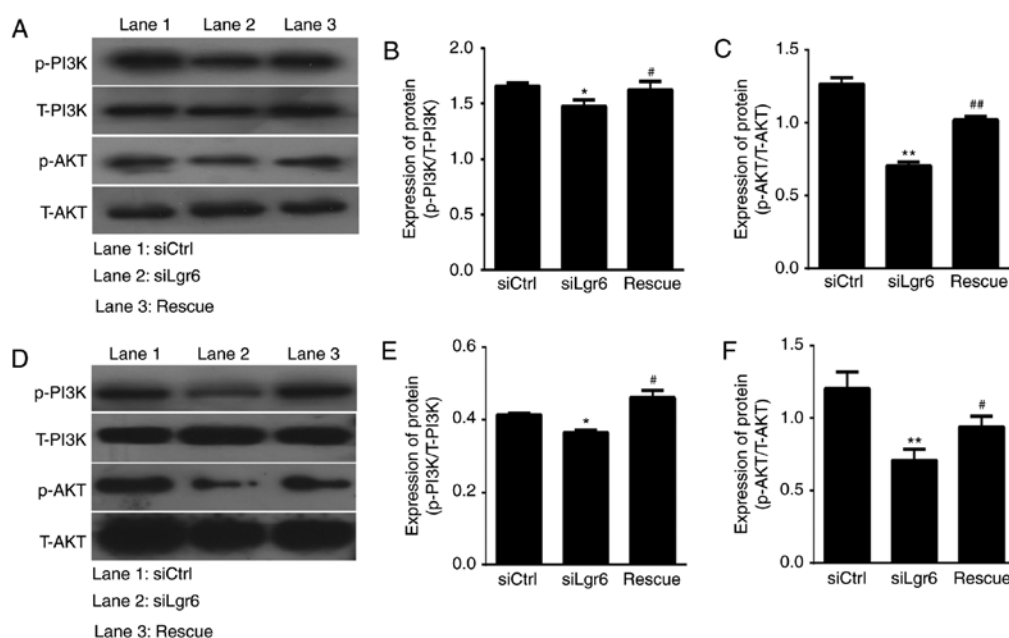 A
Lane 1 Lane 2 Lane 3
p-PI3K
T-PI3K
p-AKT
T-AKT
Lane 1: siCtrl
Lane 2: siLgr6
Lane 3: Rescue
B
Expression of protein
(p-PI3K/T-PI3K)
2.0
1.5
1.0
0.5
0.0
* #
siCtrl siLgr6 Rescue
C
Expression of protein
(p-AKT/T-AKT)
1.5
1.0
0.5
0.0
** ##
siCtrl siLgr6 Rescue
D
Lane 1 Lane 2 Lane 3
p-PI3K
T-PI3K
p-AKT
T-AKT
Lane 1: siCtrl
Lane 2: siLgr6
Lane 3: Rescue
E
Expression of protein
(p-PI3K/T-PI3K)
0.6
0.4
0.2
0.0
* #
siCtrl siLgr6 Rescue
F
Expression of protein
(p-AKT/T-AKT)
1.5
1.0
0.5
0.0
** #
siCtrl siLgr6 Rescue